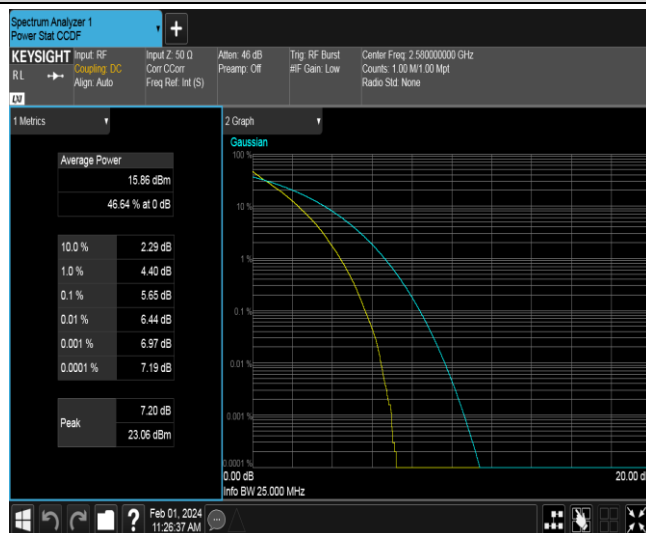 Spectrum Analyzer 1
Power Stat CCDF
+
KEYSIGHT Input: RF Input Z: 50 Ω Atten: 46 dB Trig: RF Burst Center Freq: 2.580000000 GHz
RL Coupling: DC Corr CCorr Preamp: Off #IF Gain: Low Counts: 1.00 M/1.00 Mpt
Align: Auto Freq Ref: Int (S) Radio Std: None
LXI
1 Metrics
Average Power
15.86 dBm
46.64 % at 0 dB
10.0 % 2.29 dB
1.0 % 4.40 dB
0.1 % 5.65 dB
0.01 % 6.44 dB
0.001 % 6.97 dB
0.0001 % 7.19 dB
Peak
7.20 dB
23.06 dBm
2 Graph
Gaussian
100 %
10 %
1 %
0.1 %
0.01 %
0.001 %
0.0001 %
0.00 dB 20.00 d
Info BW 25.000 MHz
? Feb 01, 2024
11:26:37 AM